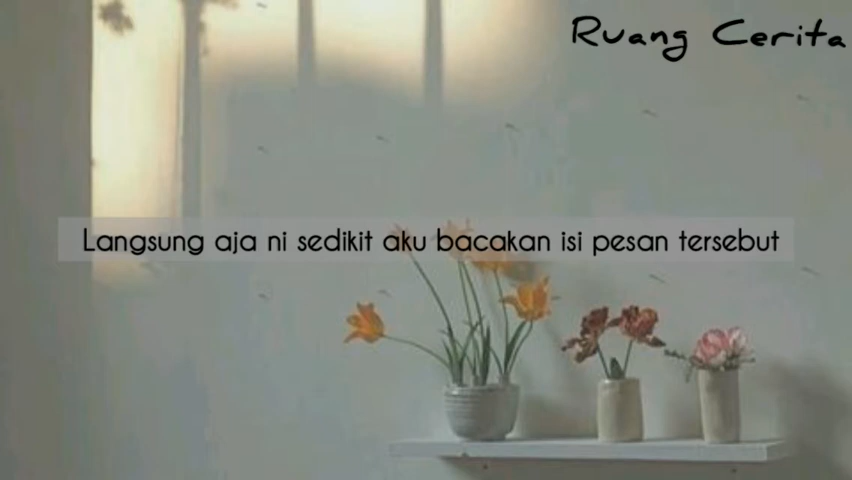 Ruang Cerita
Langsung aja ni sedikit aku bacakan isi pesan tersebut